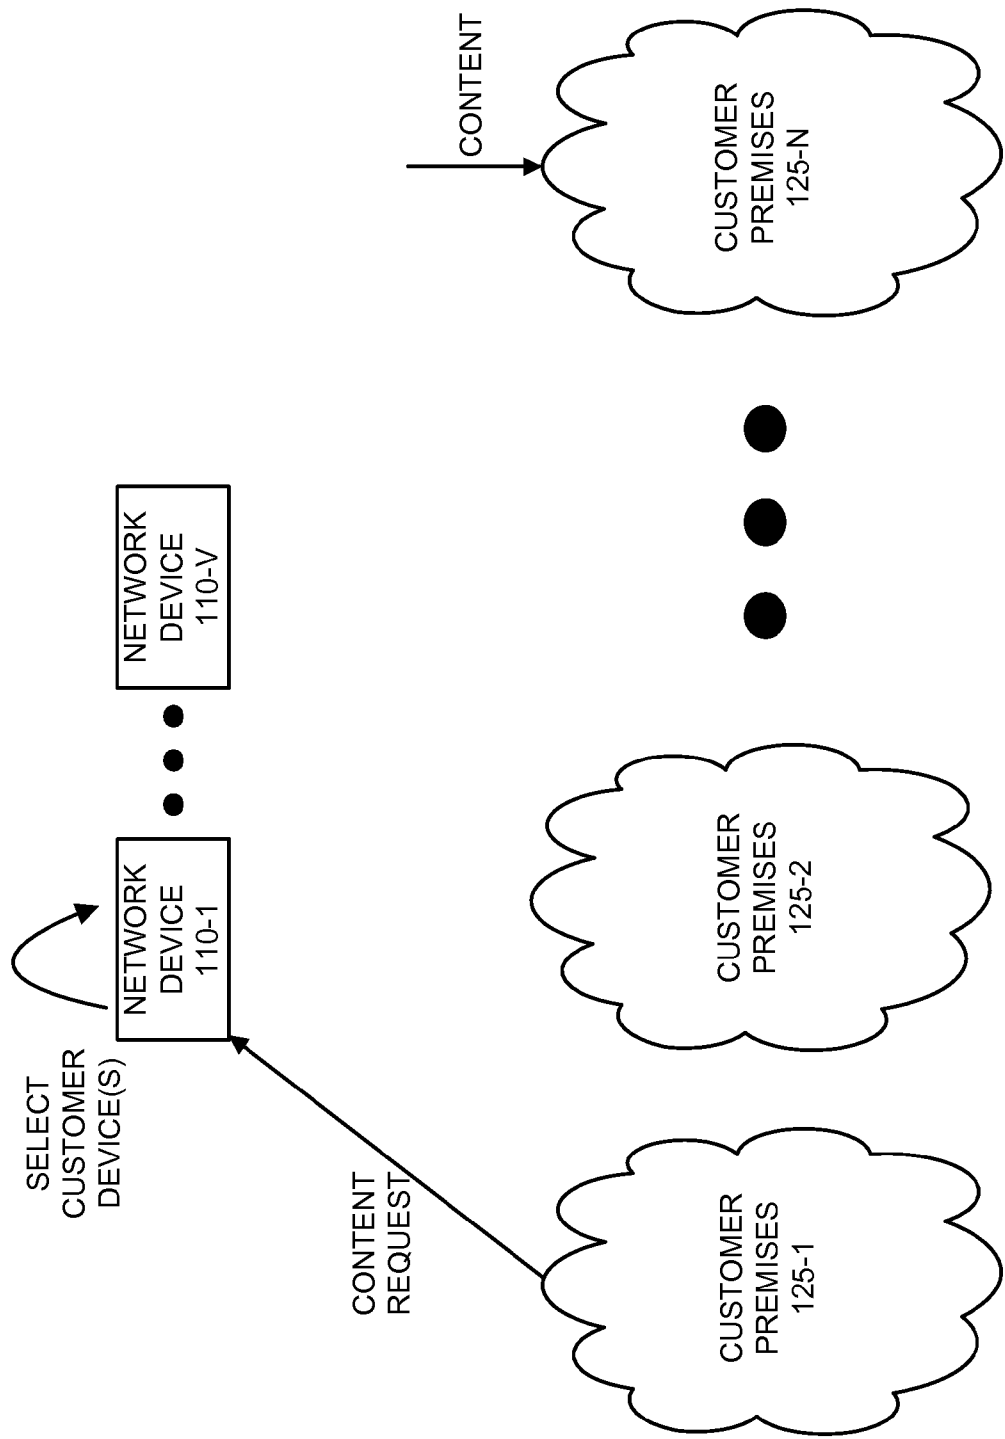 SELECT
CUSTOMER
DEVICE(S)
NETWORK
DEVICE
110-1
NETWORK
DEVICE
110-V
CONTENT
REQUEST
CONTENT
CUSTOMER
PREMISES
125-1
CUSTOMER
PREMISES
125-2
CUSTOMER
PREMISES
125-N